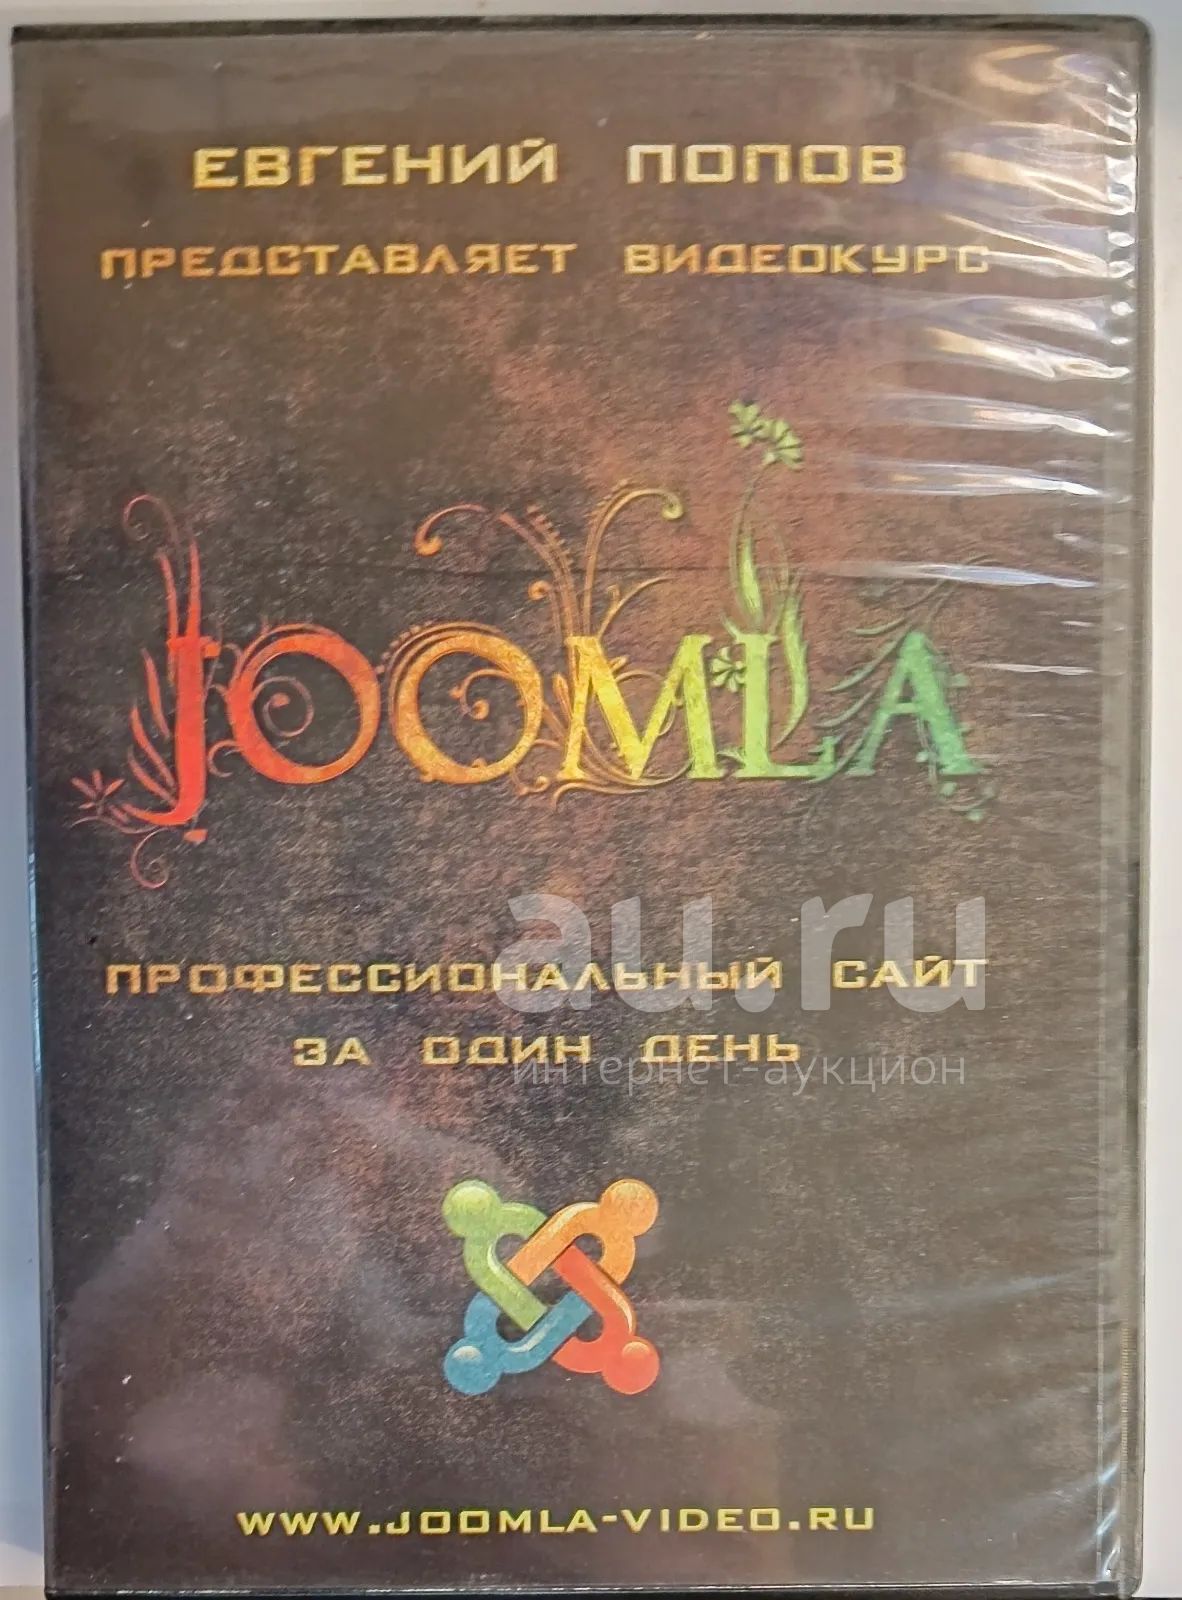 ЕВГЕНИЙ ПОПОВ
ПРЕДСТАВЛЯЕТ ВИДЕОКУРС
JOOMLA
au.ru
ПРОФЕССИОНАЛЬНЫЙ САЙТ
ЗА ОДИН ДЕНЬ
интернет-аукцион
WWW.JOOMLA-VIDEO.RU